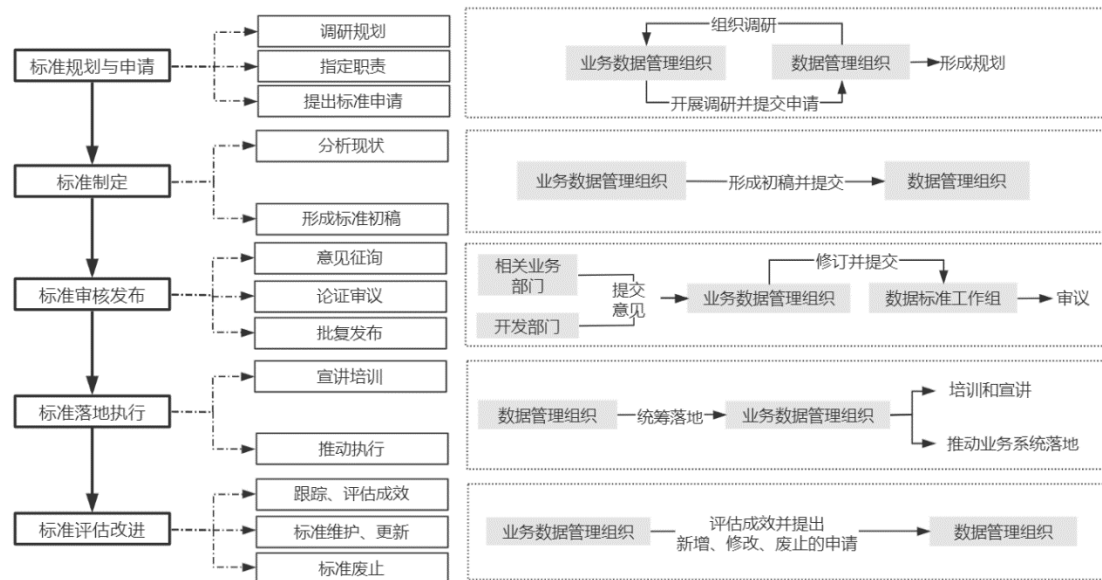 标准规划与申请
调研规划
指定职责
提出标准申请
组织调研
业务数据管理组织
数据管理组织
形成规划
开展调研并提交申请
标准制定
分析现状
形成标准初稿
业务数据管理组织
形成初稿并提交
数据管理组织
标准审核发布
意见征询
论证审议
批复发布
相关业务
部门
开发部门
提交
意见
业务数据管理组织
修订并提交
数据标准工作组
审议
标准落地执行
宣讲培训
推动执行
数据管理组织
统筹落地
业务数据管理组织
培训和宣讲
推动业务系统落地
标准评估改进
跟踪、评估成效
标准维护、更新
标准废止
业务数据管理组织
评估成效并提出
新增、修改、废止的申请
数据管理组织